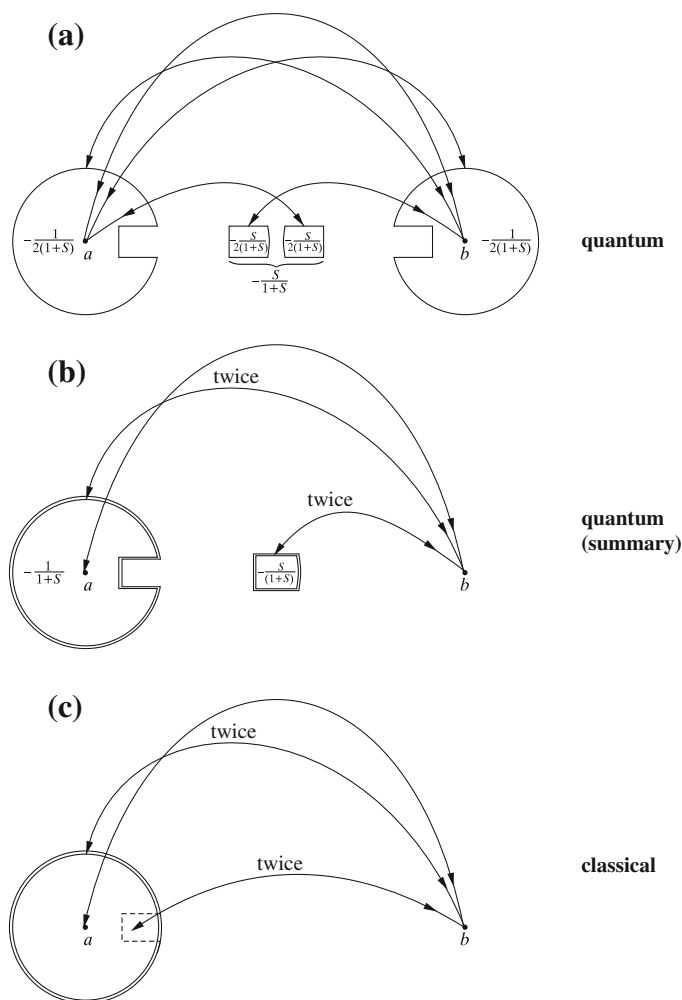 (a)
-1/2(1+S) a -S/2(1+S) -S/2(1+S) b -1/2(1+S) quantum
-S/1+S
(b)
twice
twice
quantum
(summary)
-1/1+S a -S/(1+S) b
(c)
twice
twice
classical
a b